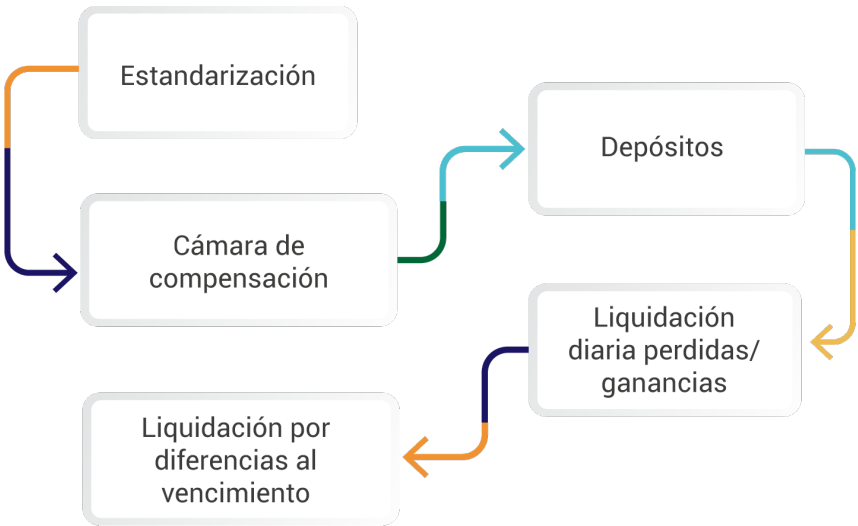 Estandarización
Cámara de
compensación
Depósitos
Liquidación
diaria perdidas/
ganancias
Liquidación por
diferencias al
vencimiento